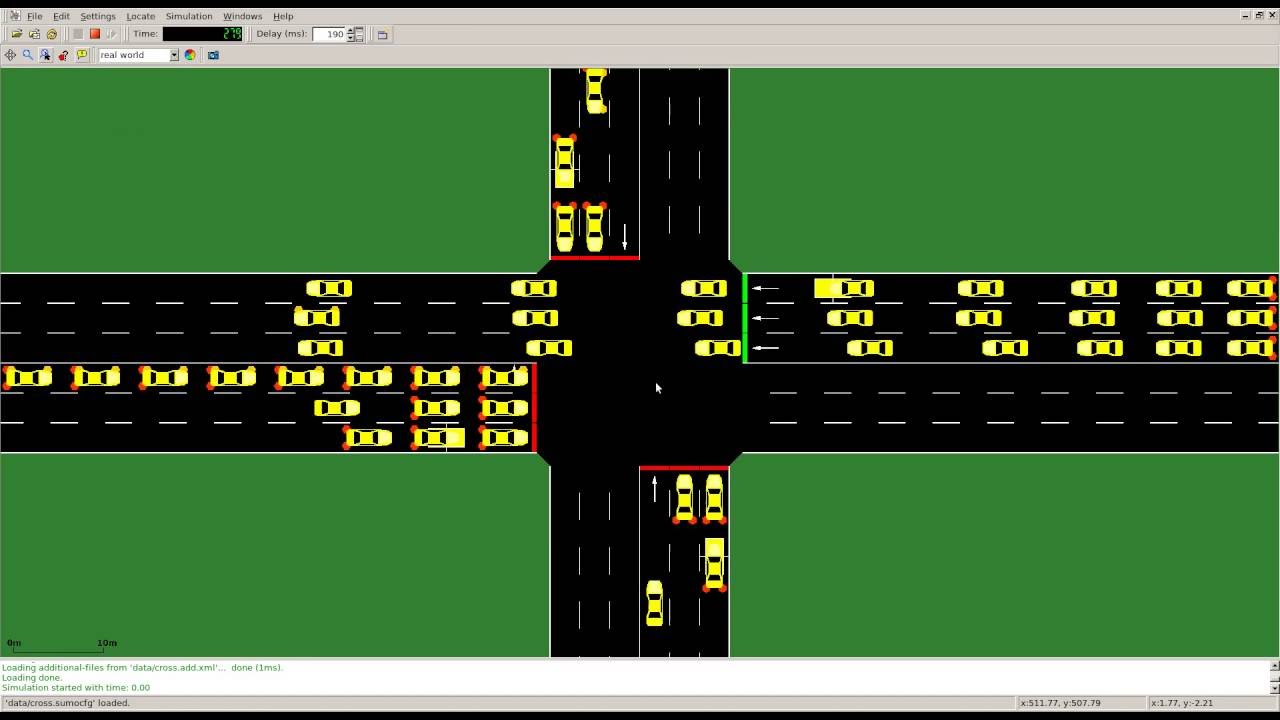 File Edit Settings Locate Simulation Windows Help
Time: 279 Delay (ms): 190
real world
0m 10m
Loading additional-files from 'data/cross.add.xml'... done (1ms).
Loading done.
Simulation started with time: 0.00
'data/cross.sumocfg' loaded. x:511.77, y:507.79 x:1.77, y:-2.21